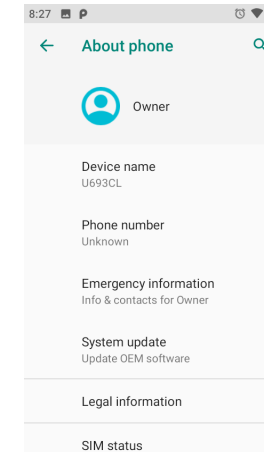 8:27
About phone
Owner
Device name
U693CL
Phone number
Unknown
Emergency information
Info & contacts for Owner
System update
Update OEM software
Legal information
SIM status